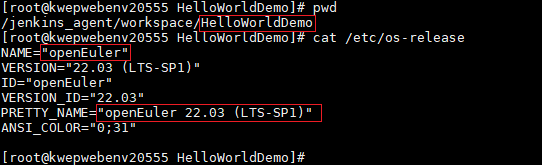 [root@kwepwebenv20555 HelloWorldDemo]# pwd
/jenkins_agent/workspace/HelloWorldDemo
[root@kwepwebenv20555 HelloWorldDemo]# cat /etc/os-release
NAME="openEuler"
VERSION="22.03 (LTS-SP1)"
ID="openEuler"
VERSION_ID="22.03"
PRETTY_NAME="openEuler 22.03 (LTS-SP1)"
ANSI_COLOR="0;31"
[root@kwepwebenv20555 HelloWorldDemo]#